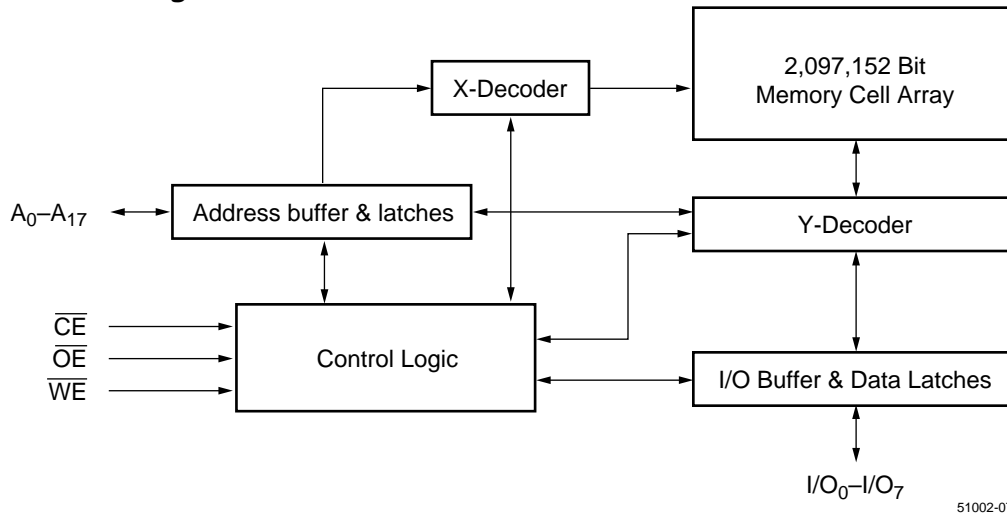 2,097,152 Bit
Memory Cell Array
X-Decoder
A0–A17
Address buffer & latches
Y-Decoder
CE
OE
WE
Control Logic
I/O Buffer & Data Latches
I/O0–I/O7